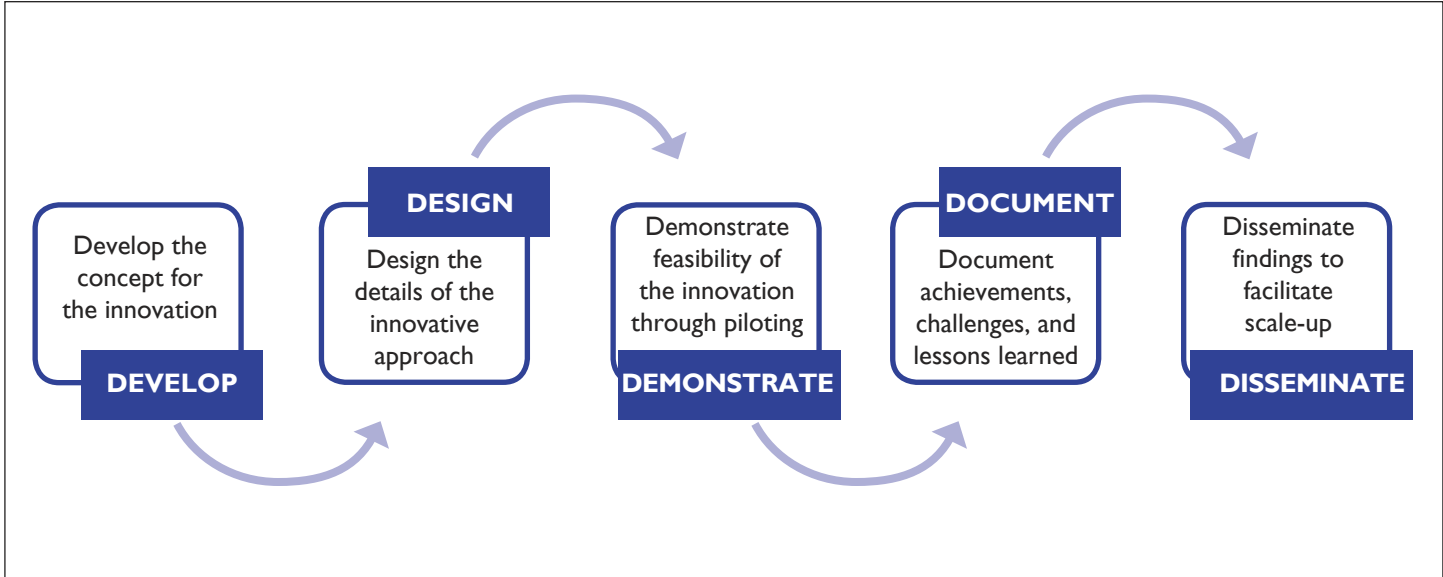 Develop the
concept for
the innovation
DEVELOP
DESIGN
Design the
details of the
innovative
approach
Demonstrate
feasibility of
the innovation
through piloting
DEMONSTRATE
DOCUMENT
Document
achievements,
challenges, and
lessons learned
Disseminate
findings to
facilitate
scale-up
DISSEMINATE